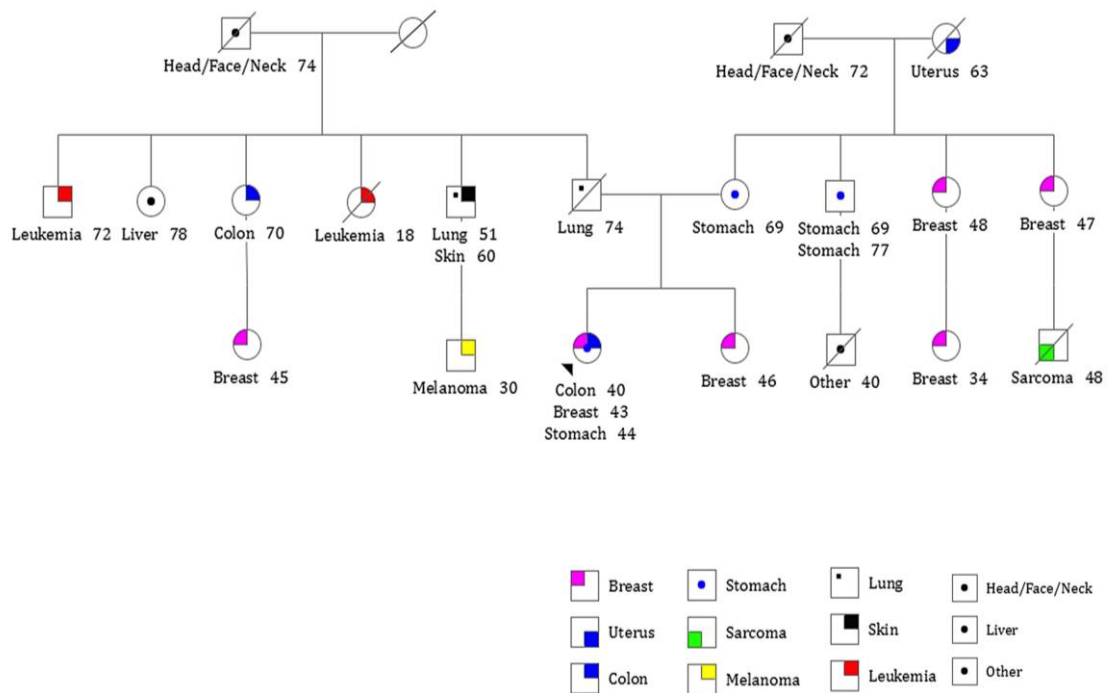 Head/Face/Neck 74
Head/Face/Neck 72
Uterus 63
Leukemia 72
Liver 78
Colon 70
Leukemia 18
Lung 51
Skin 60
Lung 74
Stomach 69
Stomach 69
Stomach 77
Breast 48
Breast 47
Breast 45
Melanoma 30
Colon 40
Breast 43
Stomach 44
Breast 46
Other 40
Breast 34
Sarcoma 48
Breast
Stomach
Lung
Head/Face/Neck
Uterus
Sarcoma
Skin
Liver
Colon
Melanoma
Leukemia
Other